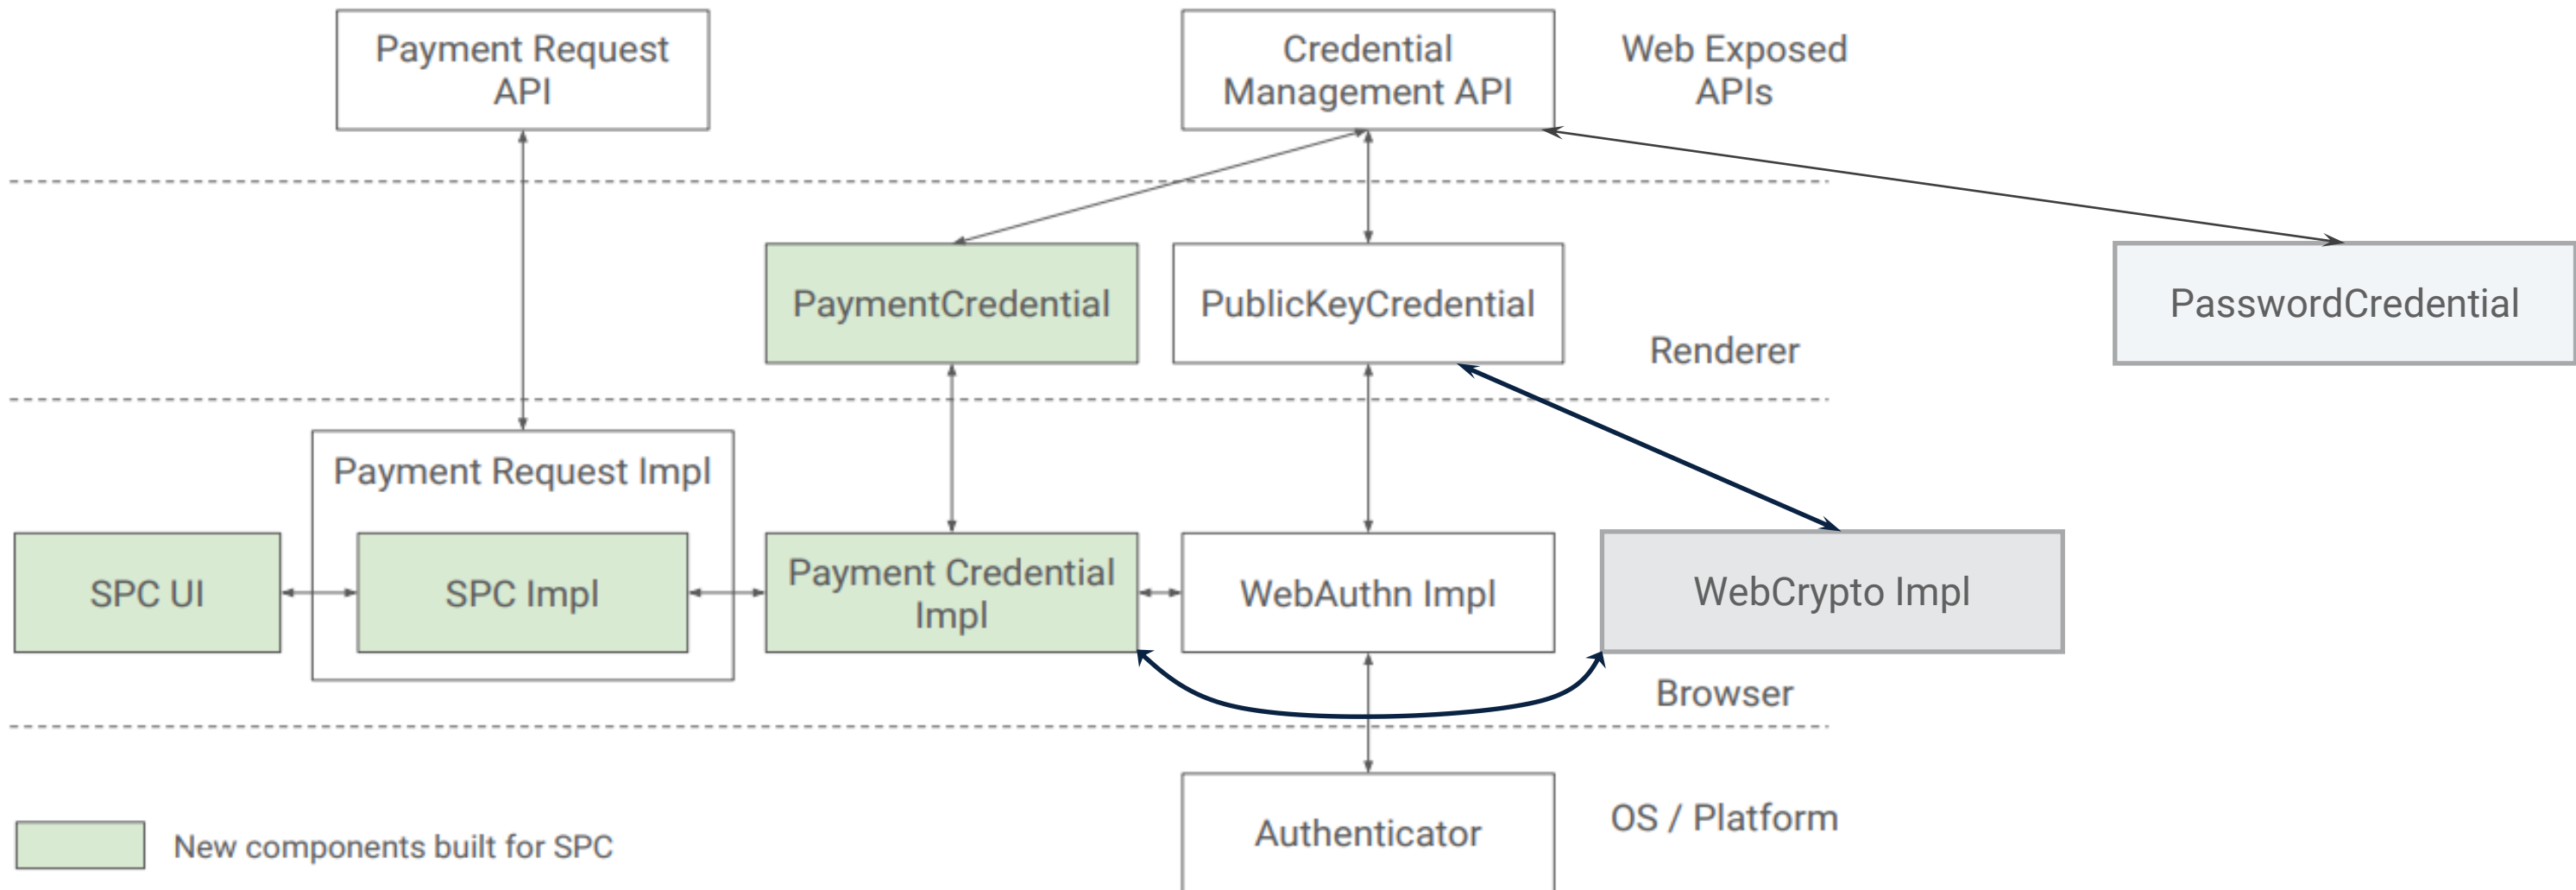 Payment Request
API
Credential
Management API
Web Exposed
APIs
PaymentCredential
PublicKeyCredential
PasswordCredential
Renderer
Payment Request Impl
SPC UI
SPC Impl
Payment Credential
Impl
WebAuthn Impl
WebCrypto Impl
Browser
Authenticator
OS / Platform
New components built for SPC